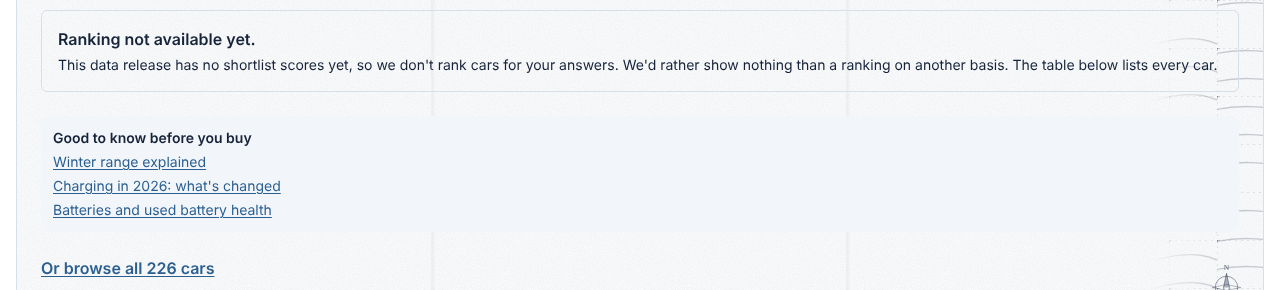 Ranking not available yet.
This data release has no shortlist scores yet, so we don't rank cars for your answers. We'd rather show nothing than a ranking on another basis. The table below lists every car.
Good to know before you buy
Winter range explained
Charging in 2026: what's changed
Batteries and used battery health
Or browse all 226 cars
N